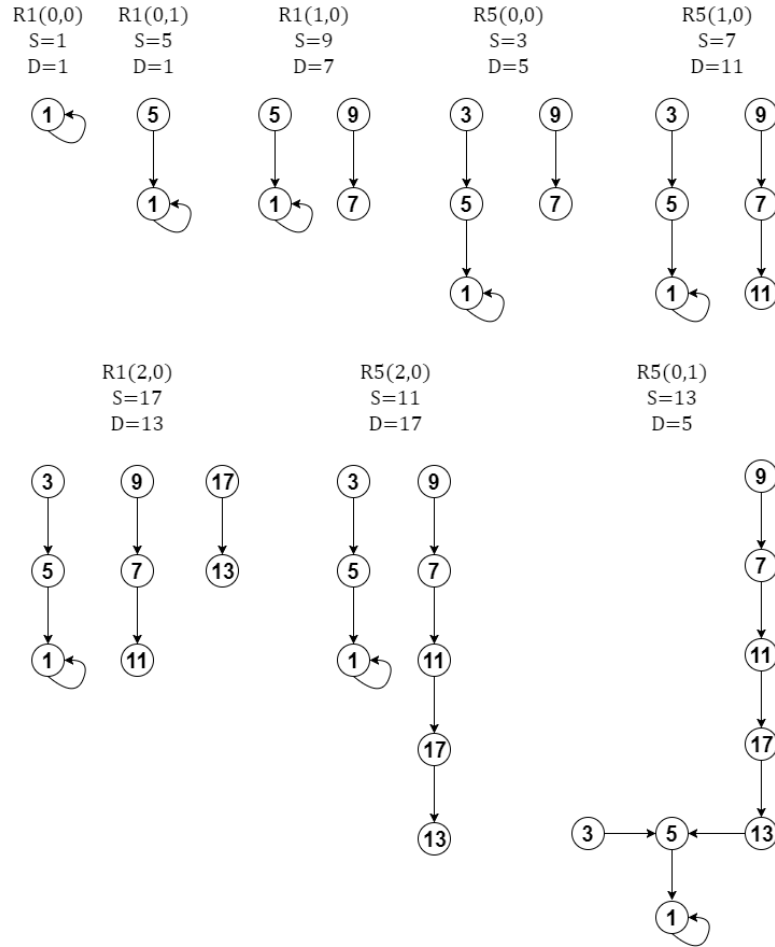 R1(0,0) R1(0,1) R1(1,0) R5(0,0) R5(1,0)
S=1 S=5 S=9 S=3 S=7
D=1 D=1 D=7 D=5 D=11
1 5 5 9 3 9 3 9
1 1 7 5 7 5 7
1 1 11
R1(2,0) R5(2,0) R5(0,1)
S=17 S=11 S=13
D=13 D=17 D=5
3 9 17 3 9 9
5 7 13 5 7 7
1 11 1 11 11
17 17
13 3 5 13
1